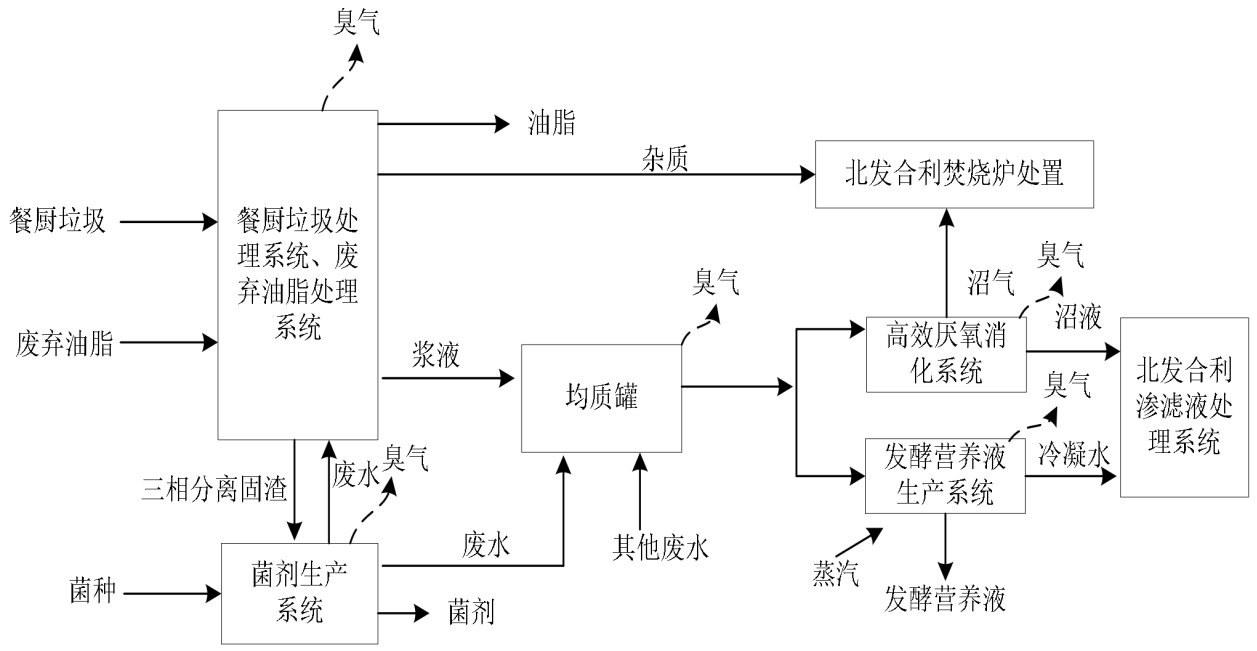 臭气
油脂
杂质
北发合利焚烧炉处置
餐厨垃圾
餐厨垃圾处
理系统、废
弃油脂处理
系统
废弃油脂
浆液
臭气
均质罐
沼气
臭气
高效厌氧消
化系统
沼液
北发合利
渗滤液处
理系统
臭气
发酵营养液
生产系统
冷凝水
三相分离固渣
废水
臭气
废水
其他废水
蒸汽
发酵营养液
菌种
菌剂生产
系统
菌剂